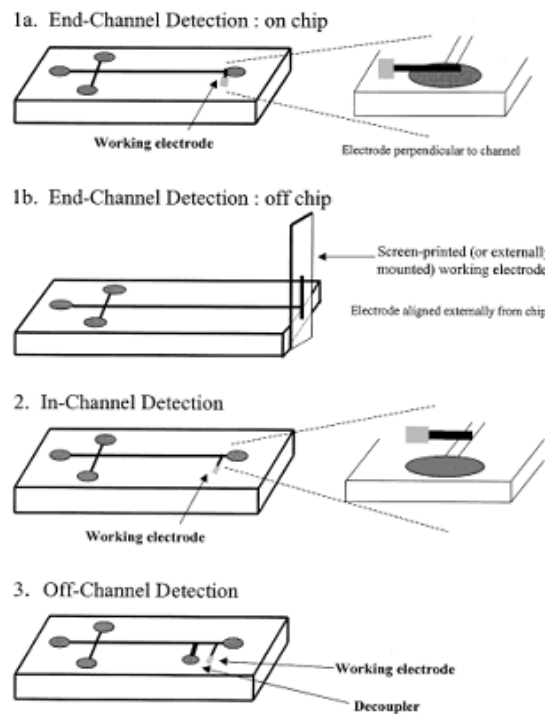 1a. End-Channel Detection : on chip
Working electrode
Electrode perpendicular to channel
1b. End-Channel Detection : off chip
Screen-printed (or externally
mounted) working electrode
Electrode aligned externally from chip
2. In-Channel Detection
Working electrode
3. Off-Channel Detection
Working electrode
Decoupler